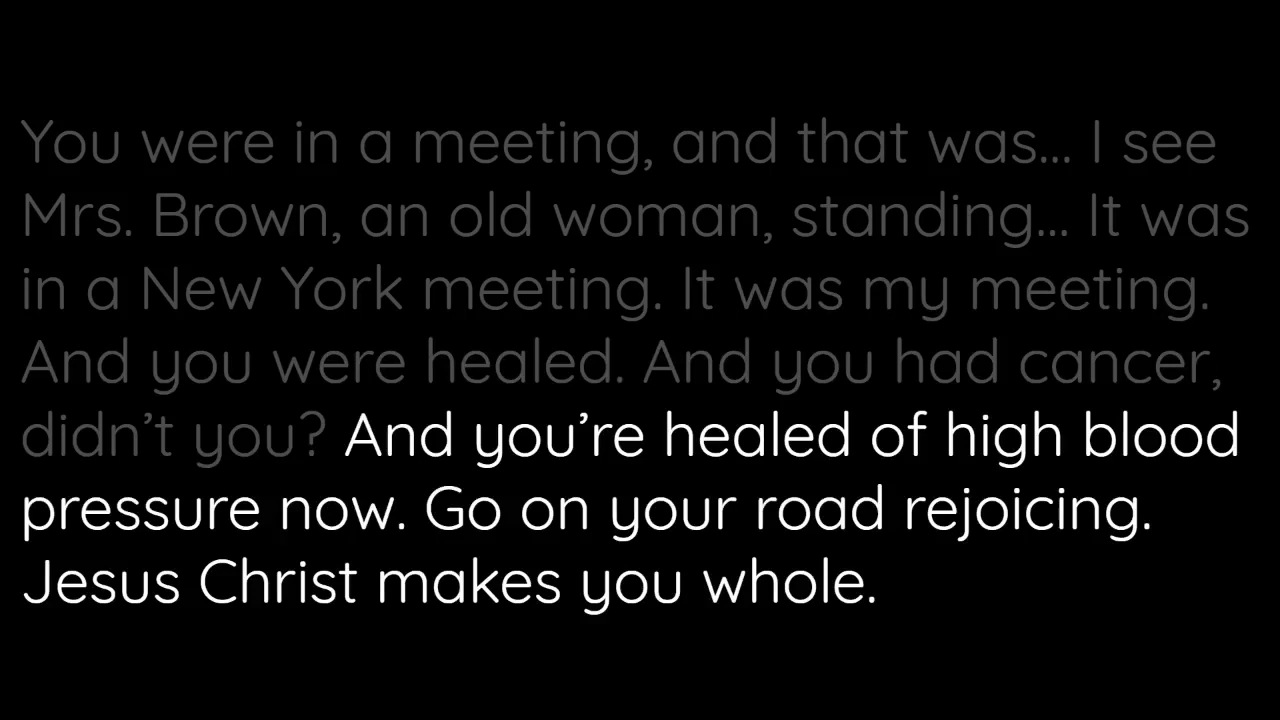 You were in a meeting, and that was... I see
Mrs. Brown, an old woman, standing... It was
in a New York meeting. It was my meeting.
And you were healed. And you had cancer,
didn’t you? And you’re healed of high blood
pressure now. Go on your road rejoicing.
Jesus Christ makes you whole.